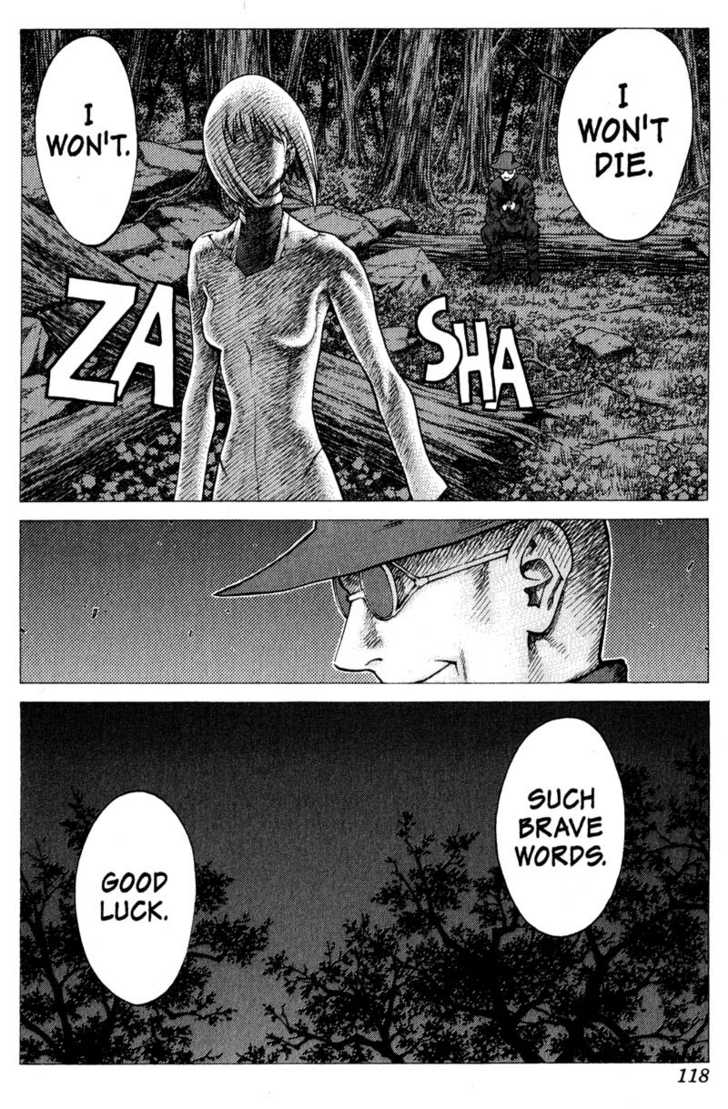 I
WON'T
DIE.
I
WON'T.
SHA
ZA
SUCH
BRAVE
WORDS.
GOOD
LUCK.
118